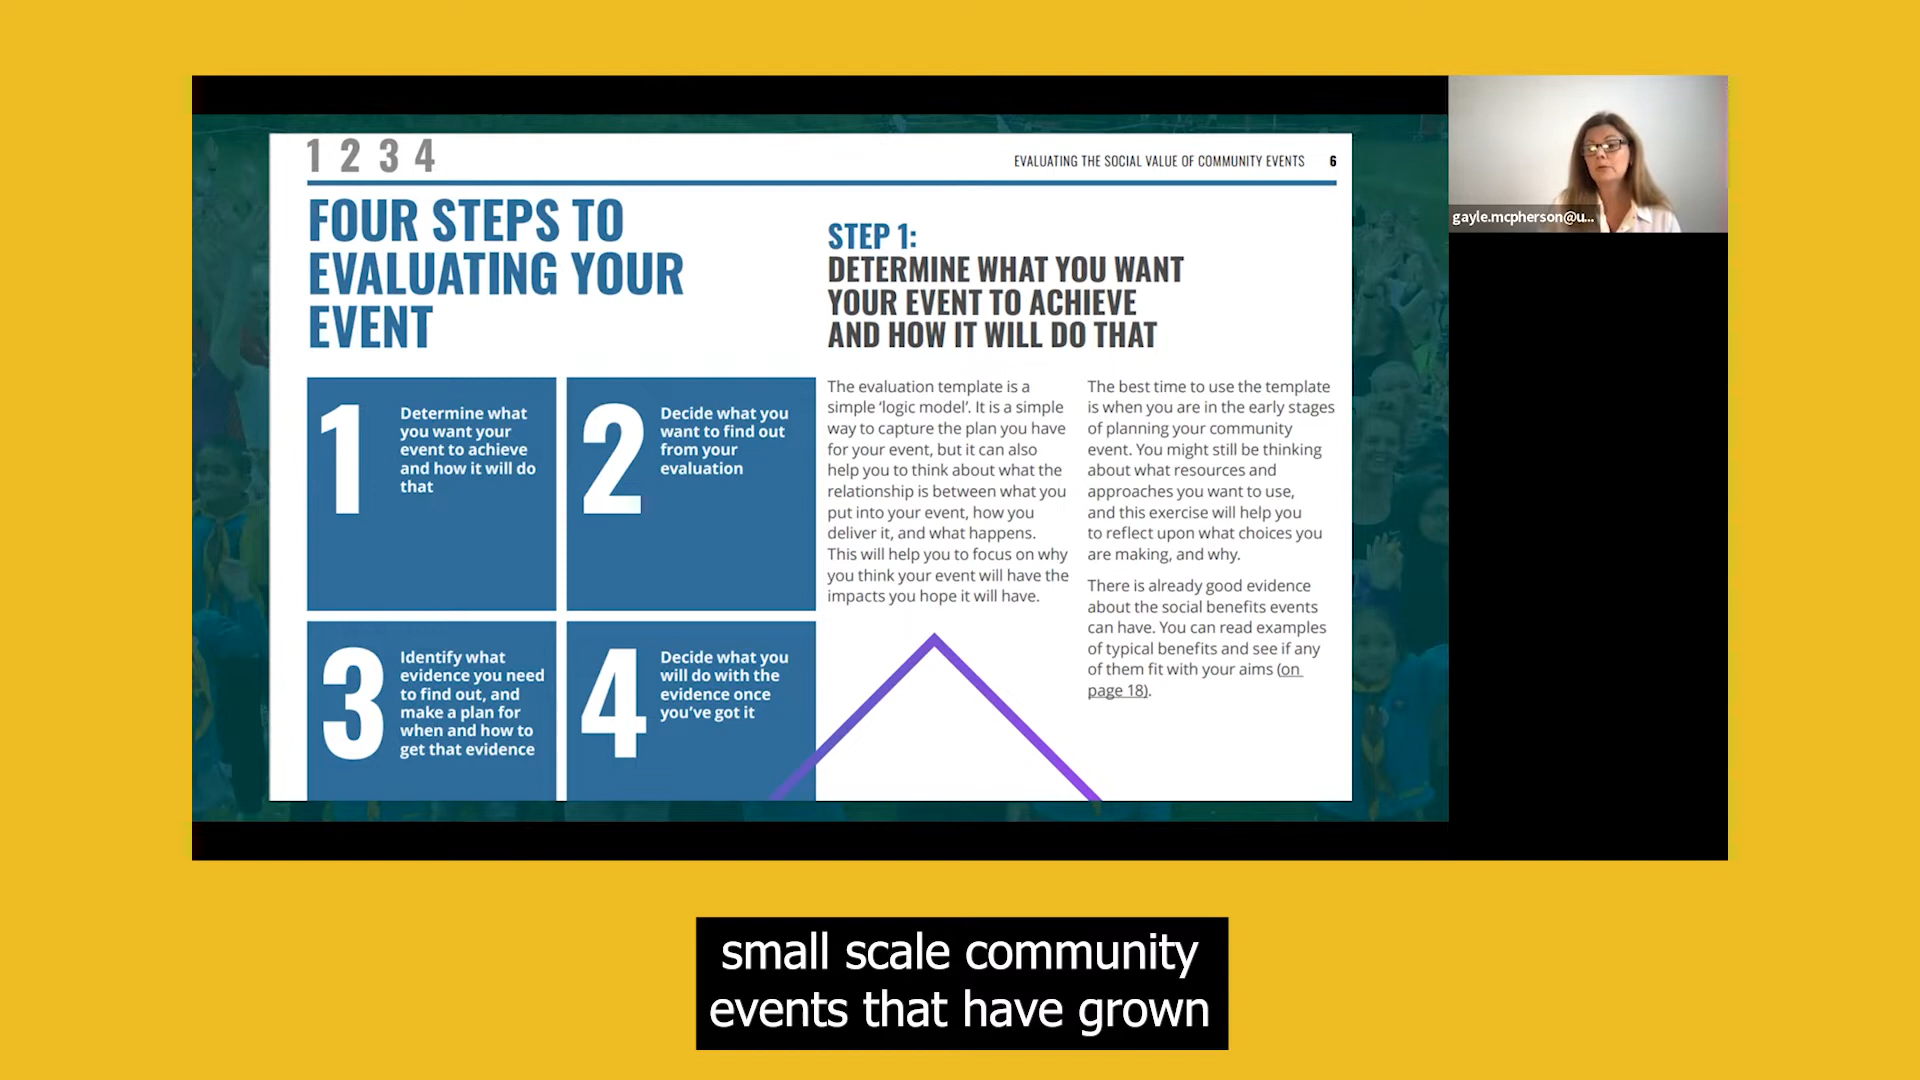 1 2 3 4
EVALUATING THE SOCIAL VALUE OF COMMUNITY EVENTS 6
FOUR STEPS TO
EVALUATING YOUR
EVENT
1
Determine what
you want your
event to achieve
and how it will do
that
2
Decide what you
want to find out
from your
evaluation
3
Identify what
evidence you need
to find out, and
make a plan for
when and how to
get that evidence
4
Decide what you
will do with the
evidence once
you've got it
STEP 1:
DETERMINE WHAT YOU WANT
YOUR EVENT TO ACHIEVE
AND HOW IT WILL DO THAT
The evaluation template is a
simple ‘logic model’. It is a simple
way to capture the plan you have
for your event, but it can also
help you to think about what the
relationship is between what you
put into your event, how you
deliver it, and what happens.
This will help you to focus on why
you think your event will have the
impacts you hope it will have.
The best time to use the template
is when you are in the early stages
of planning your community
event. You might still be thinking
about what resources and
approaches you want to use,
and this exercise will help you
to reflect upon what choices you
are making, and why.
There is already good evidence
about the social benefits events
can have. You can read examples
of typical benefits and see if any
of them fit with your aims (on
page 18).
gayle.mcpherson@u...
small scale community
events that have grown